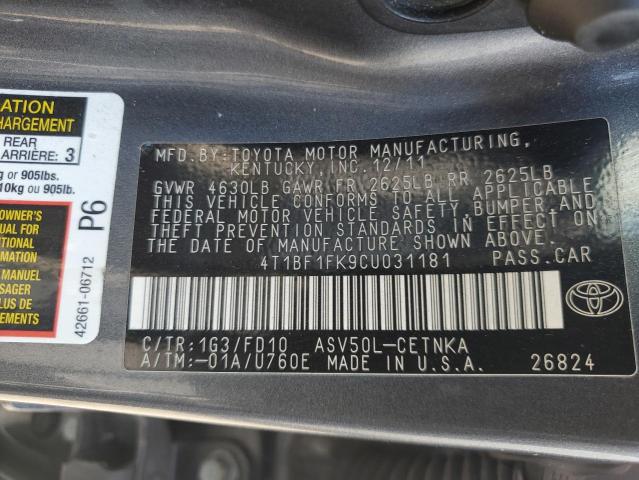 ATION
HARGEMENT
REAR
ARRIÈRE: 3
g or 905lbs.
10kg ou 905lb.
OWNER'S
UAL FOR
ITIONAL
MATION
MANUEL
SAGER
PLUS DE
EMENTS
P6
42661-06712
MFD.BY:TOYOTA MOTOR MANUFACTURING,
KENTUCKY, INC. 12/11
GVWR 4630LB GAWR FR 2625LB RR 2625LB
THIS VEHICLE CONFORMS TO ALL APPLICABLE
FEDERAL MOTOR VEHICLE SAFETY, BUMPER AND
THEFT PREVENTION STANDARDS IN EFFECT ON
THE DATE OF MANUFACTURE SHOWN ABOVE.
4T1BF1FK9CU031181 PASS.CAR
C/TR:1G3/FD10 ASV50L-CETNKA
A/TM:-01A/U760E MADE IN U.S.A. 26824